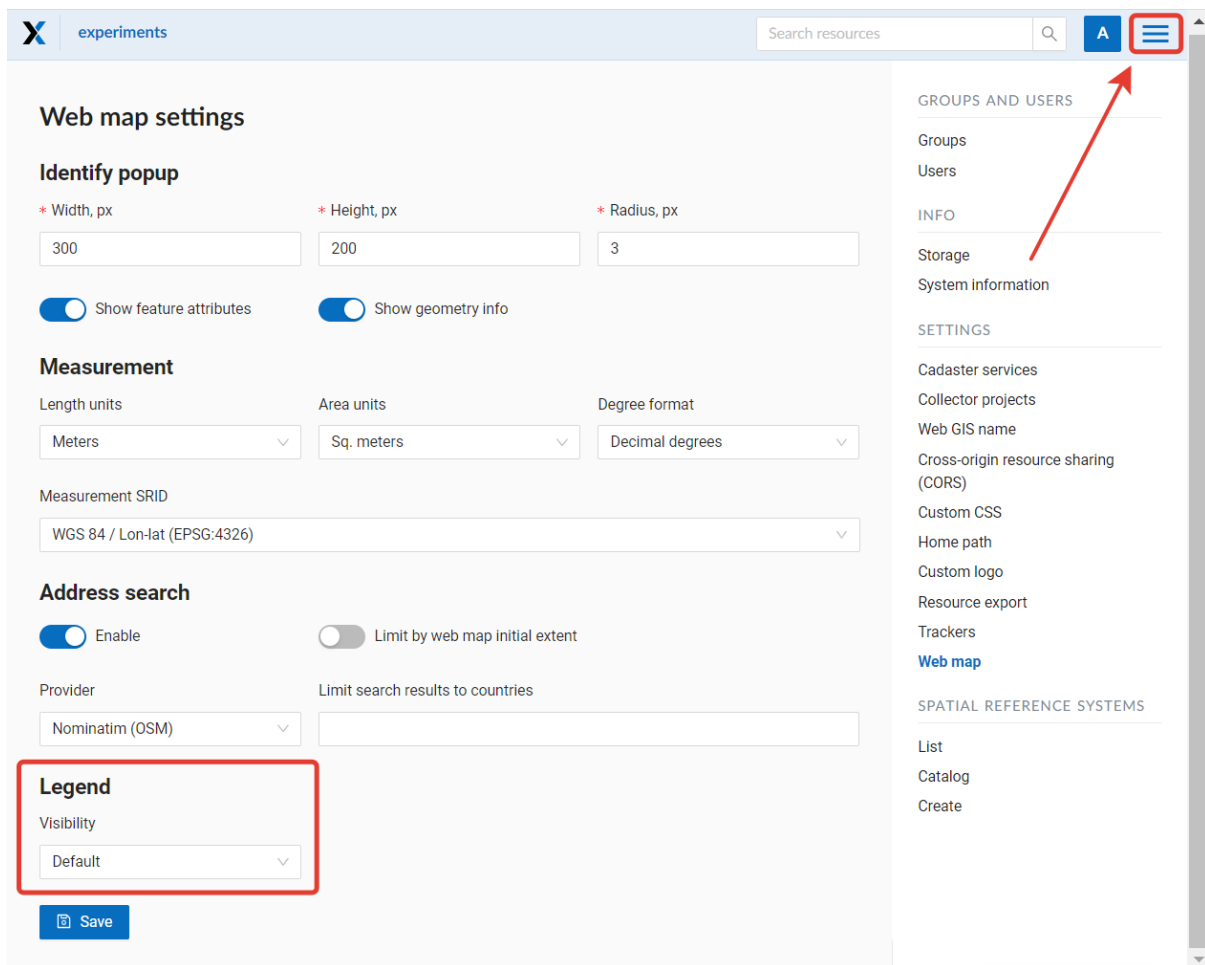 experiments
Search resources
A
Web map settings
Identify popup
* Width, px
* Height, px
* Radius, px
300
200
3
Show feature attributes
Show geometry info
Measurement
Length units
Area units
Degree format
Meters
Sq. meters
Decimal degrees
Measurement SRID
WGS 84 / Lon-lat (EPSG:4326)
Address search
Enable
Limit by web map initial extent
Provider
Limit search results to countries
Nominatim (OSM)
Legend
Visibility
Default
Save
GROUPS AND USERS
Groups
Users
INFO
Storage
System information
SETTINGS
Cadaster services
Collector projects
Web GIS name
Cross-origin resource sharing
(CORS)
Custom CSS
Home path
Custom logo
Resource export
Trackers
Web map
SPATIAL REFERENCE SYSTEMS
List
Catalog
Create